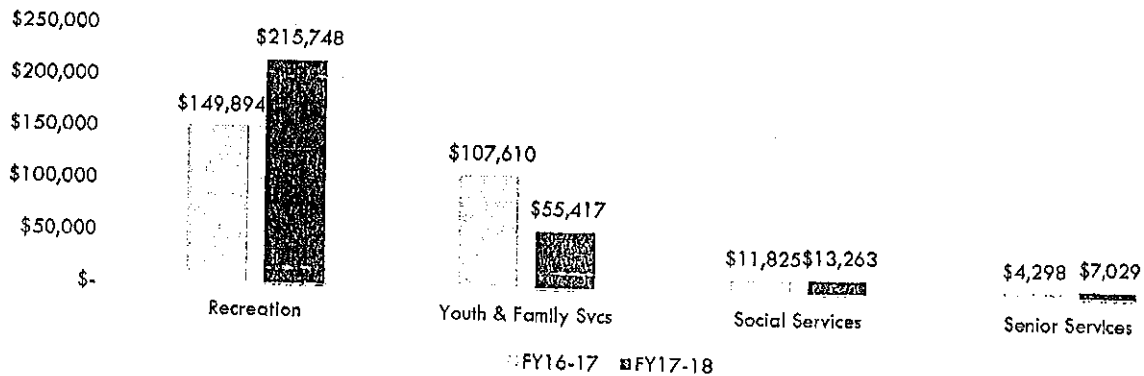 $250,000
$215,748
$200,000
$149,894
$150,000
$107,610
$100,000
$55,417
$50,000
$11,825 $13,263
$4,298 $7,029
$-
Recreation
Youth & Family Svcs
Social Services
Senior Services
FY16-17 FY17-18